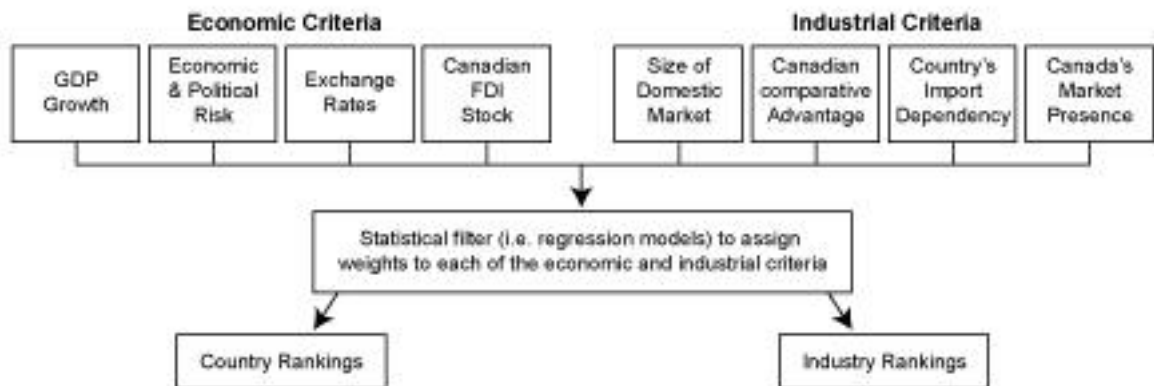 Economic Criteria
Industrial Criteria
GDP
Growth
Economic
& Political
Risk
Exchange
Rates
Canadian
FDI
Stock
Size of
Domestic
Market
Canadian
comparative
Advantage
Country's
Import
Dependency
Canada's
Market
Presence
Statistical filter (i.e. regression models) to assign
weights to each of the economic and industrial criteria
Country Rankings
Industry Rankings